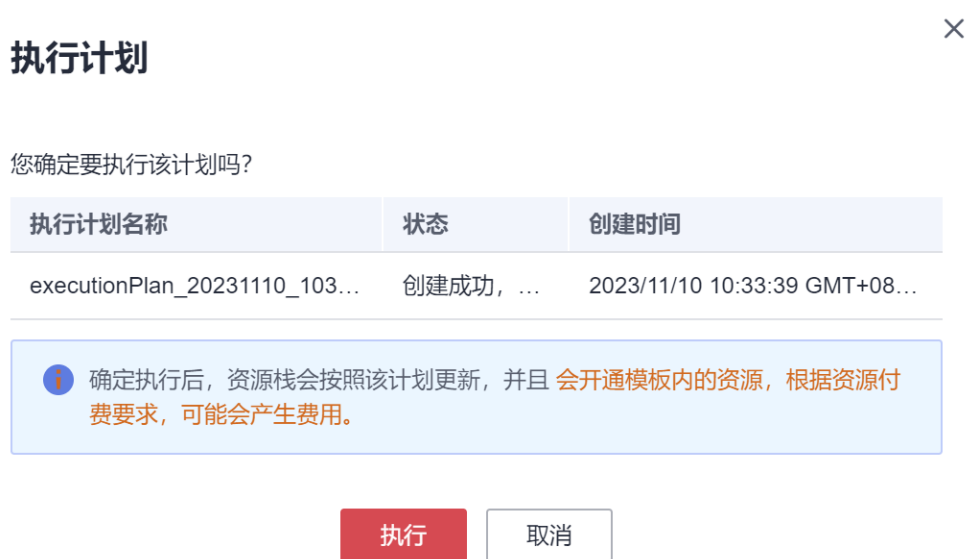 执行计划
您确定要执行该计划吗？
执行计划名称 状态 创建时间
executionPlan_20231110_103... 创建成功，... 2023/11/10 10:33:39 GMT+08...
确定执行后，资源栈会按照该计划更新，并且 会开通模板内的资源，根据资源付
费要求，可能会产生费用。
执行 取消